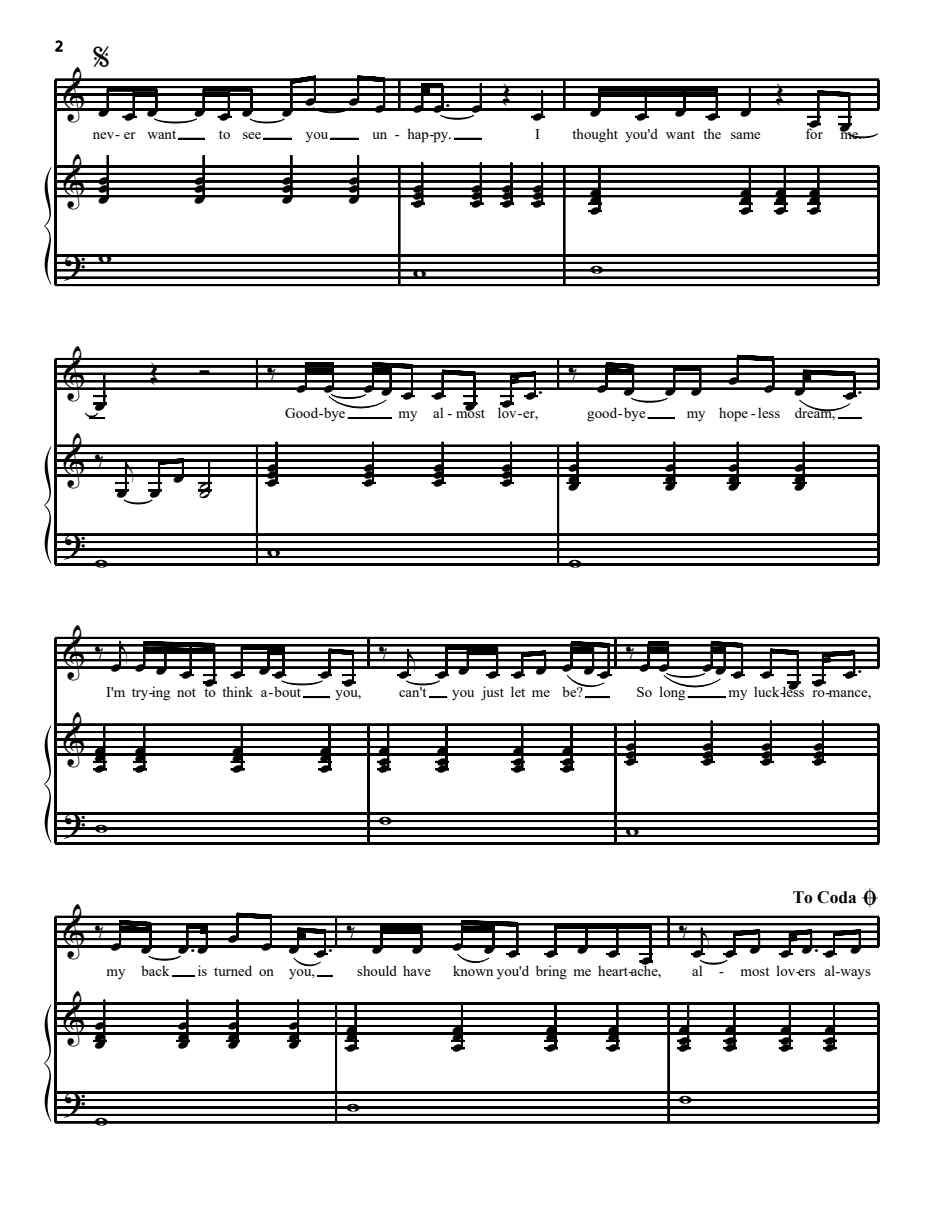 2
nev- er want to see you un - hap-py. I thought you'd want the same for me.
Good-bye my al - most lov-er, good-bye my hope - less dream,
I'm try-ing not to think a-bout you, can't you just let me be? So long my luck-less ro-mance,
To Coda
my back is turned on you, should have known you'd bring me heart-ache, al - most lov-ers al-ways